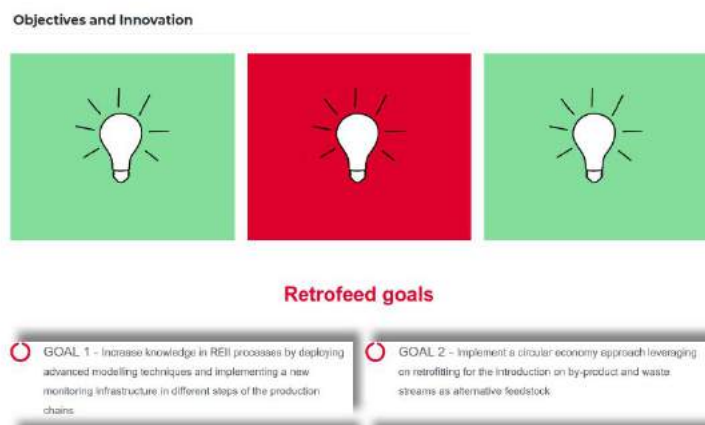 Objectives and Innovation
Retrofeed goals
GOAL 1 - Increase knowledge in REII processes by deploying
advanced modelling techniques and implementing a new
monitoring infrastructure in different steps of the production
chains
GOAL 2 - Implement a circular economy approach leveraging
on retrofitting for the introduction on by-product and waste
streams as alternative feedstock